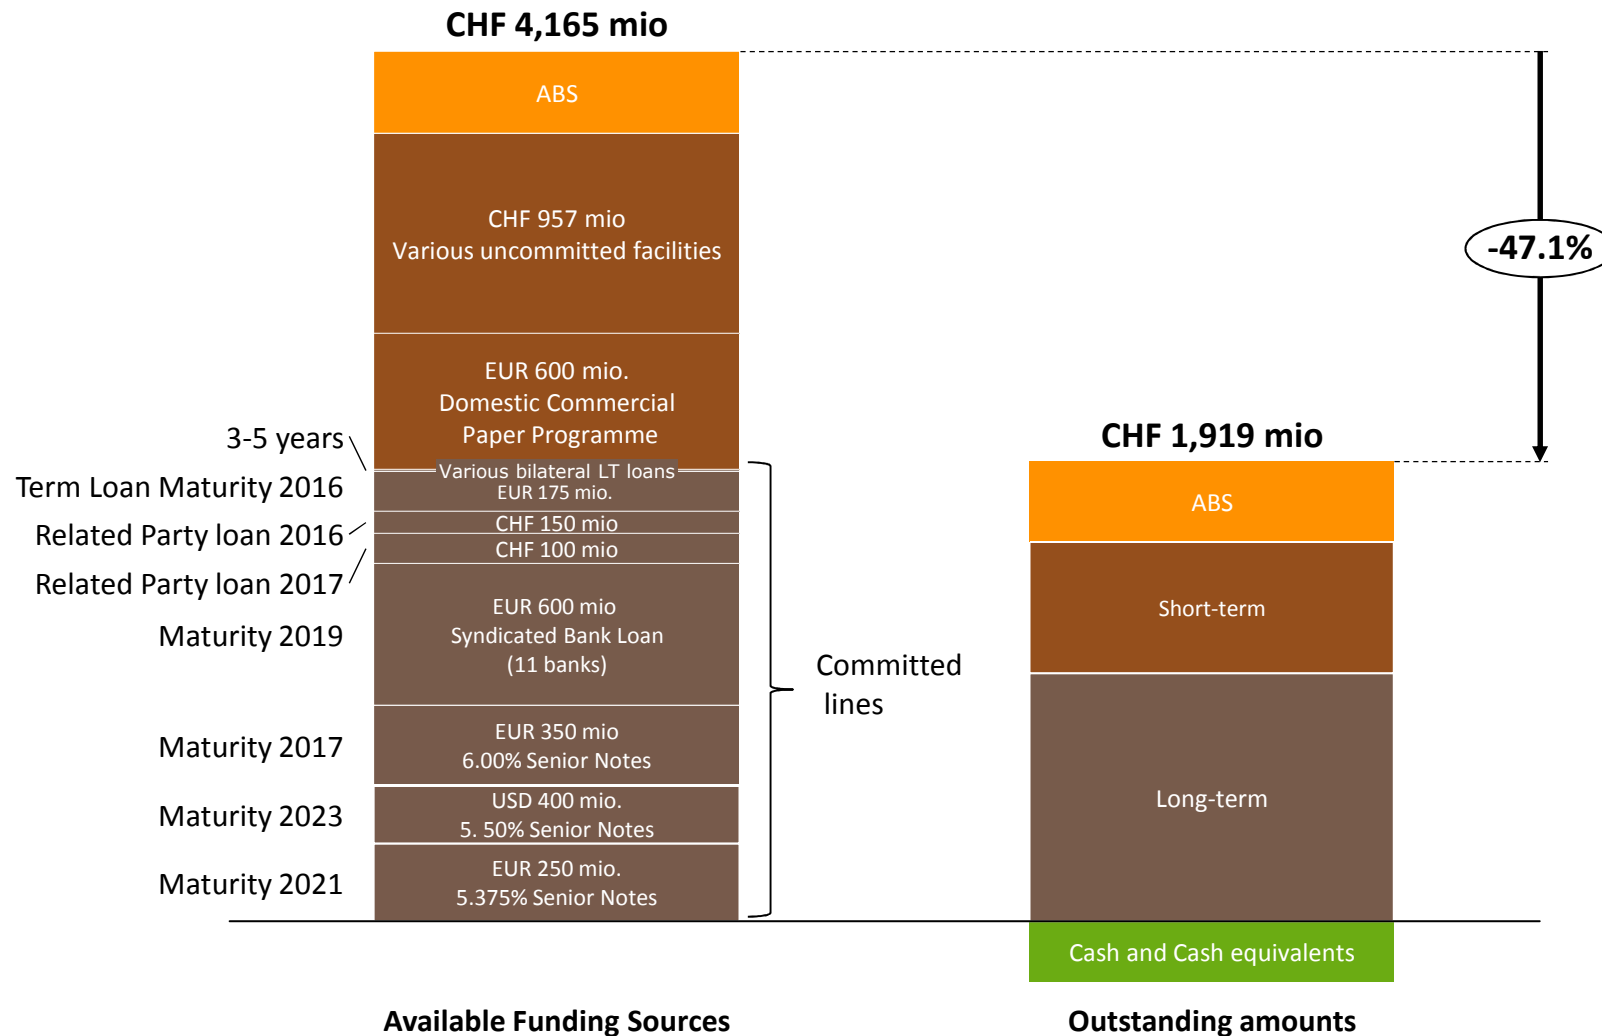 CHF 4,165 mio
ABS
CHF 957 mio
Various uncommitted facilities
-47.1%
EUR 600 mio.
Domestic Commercial
Paper Programme
3-5 years
Various bilateral LT loans
Term Loan Maturity 2016
EUR 175 mio.
Related Party loan 2016
CHF 150 mio
Related Party loan 2017
CHF 100 mio
Maturity 2019
EUR 600 mio
Syndicated Bank Loan
(11 banks)
Maturity 2017
EUR 350 mio
6.00% Senior Notes
Maturity 2023
USD 400 mio.
5. 50% Senior Notes
Maturity 2021
EUR 250 mio.
5.375% Senior Notes
Committed
lines
CHF 1,919 mio
ABS
Short-term
Long-term
Cash and Cash equivalents
Available Funding Sources
Outstanding amounts